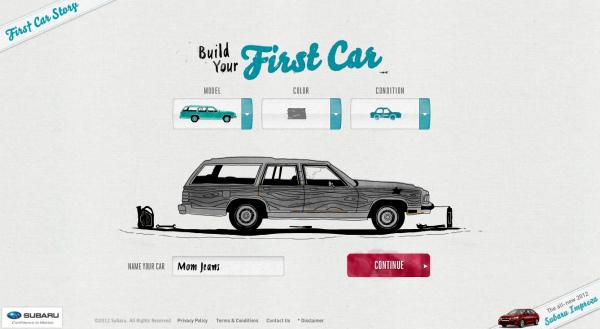 First Car Story
Build Your First Car
MODEL COLOR CONDITION
NAME YOUR CAR Mom Jeans CONTINUE
SUBARU
Confidence in Motion
©2012 Subaru. All Rights Reserved Privacy Policy Terms & Conditions Contact Us * Disclaimer
The all-new 2012
Subaru Impreza